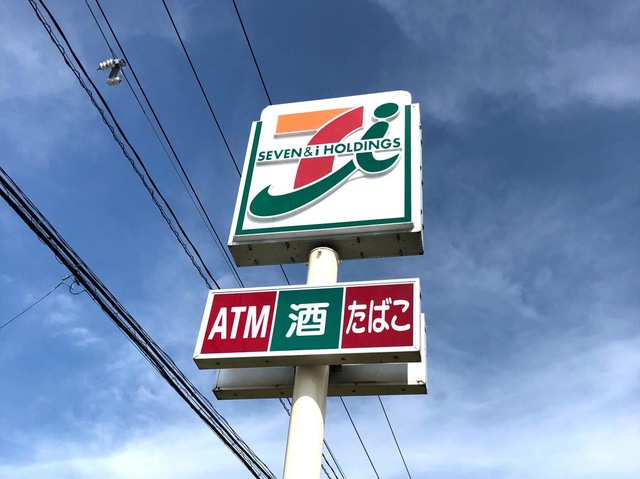 SEVEN & i HOLDINGS
ATM 酒 たばこ